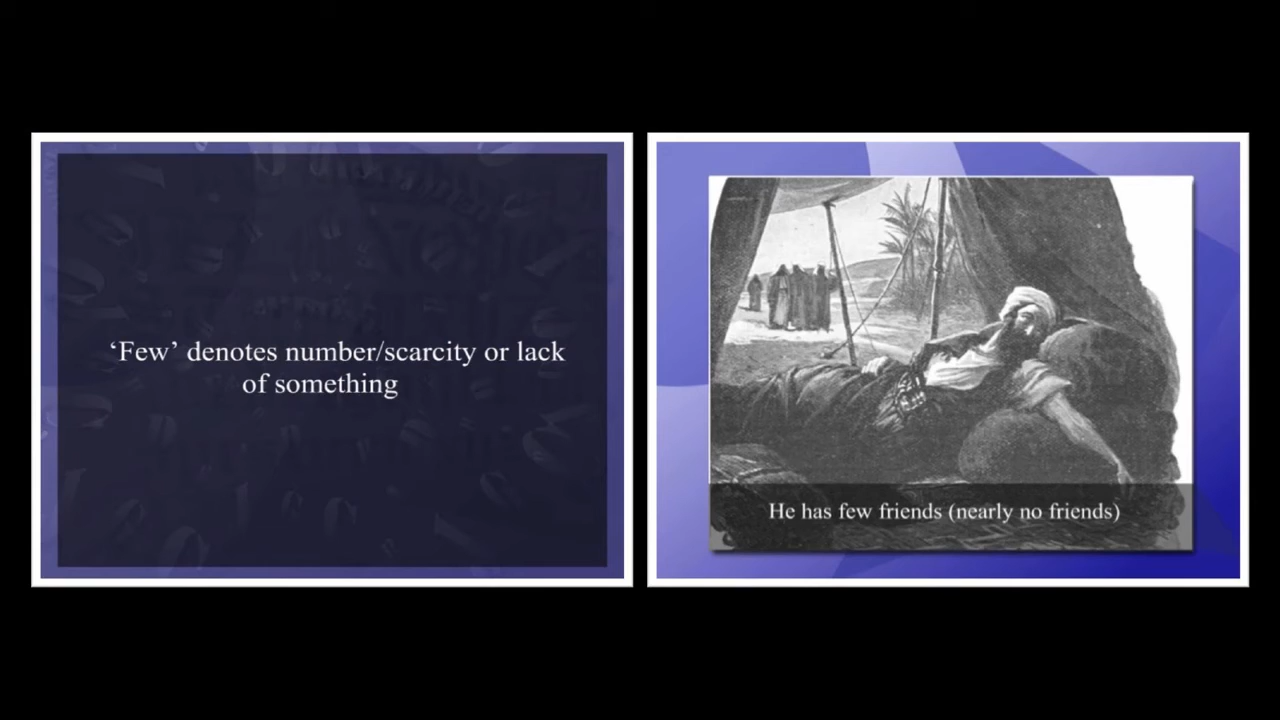 ‘Few’ denotes number/scarcity or lack
of something
He has few friends (nearly no friends)